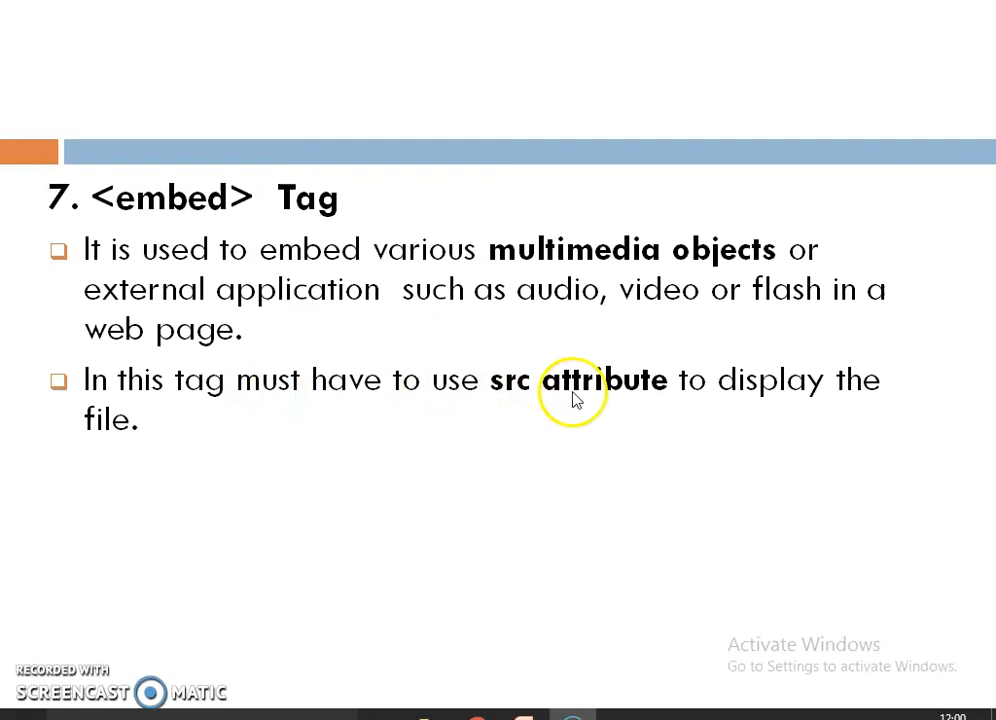 7. <embed> Tag
It is used to embed various multimedia objects or
external application such as audio, video or flash in a
web page.
In this tag must have to use src attribute to display the
file.
Activate Windows
Go to Settings to activate Windows.
RECORDED WITH
SCREENCAST MATIC
12:00